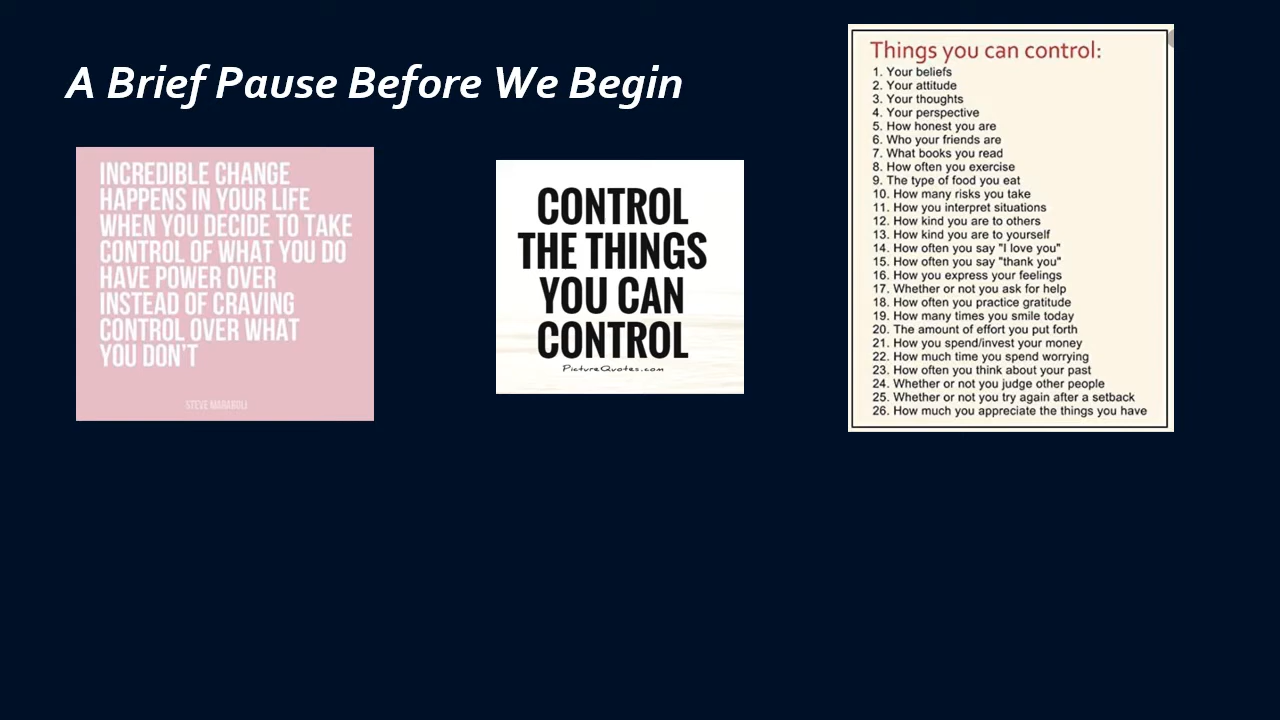 A Brief Pause Before We Begin
INCREDIBLE CHANGE
HAPPENS IN YOUR LIFE
WHEN YOU DECIDE TO TAKE
CONTROL OF WHAT YOU DO
HAVE POWER OVER
INSTEAD OF CRAVING
CONTROL OVER WHAT
YOU DON'T
STEVE MARABOLI
CONTROL
THE THINGS
YOU CAN
CONTROL
PictureQuotes.com
Things you can control:
1. Your beliefs
2. Your attitude
3. Your thoughts
4. Your perspective
5. How honest you are
6. Who your friends are
7. What books you read
8. How often you exercise
9. The type of food you eat
10. How many risks you take
11. How you interpret situations
12. How kind you are to others
13. How kind you are to yourself
14. How often you say "I love you"
15. How often you say "thank you"
16. How you express your feelings
17. Whether or not you ask for help
18. How often you practice gratitude
19. How many times you smile today
20. The amount of effort you put forth
21. How you spend/invest your money
22. How much time you spend worrying
23. How often you think about your past
24. Whether or not you judge other people
25. Whether or not you try again after a setback
26. How much you appreciate the things you have